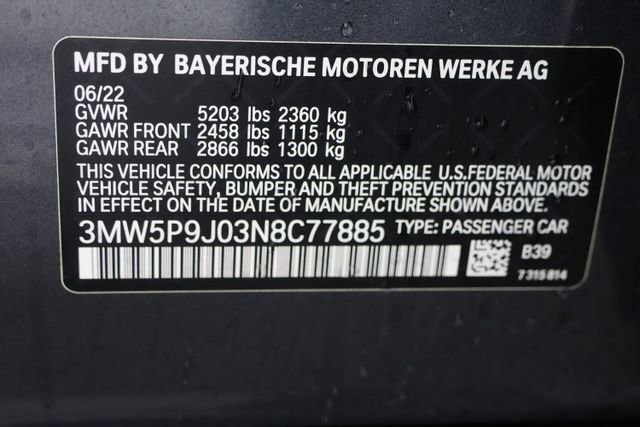 MFD BY BAYERISCHE MOTOREN WERKE AG
06/22
GVWR 5203 lbs 2360 kg
GAWR FRONT 2458 lbs 1115 kg
GAWR REAR 2866 lbs 1300 kg
THIS VEHICLE CONFORMS TO ALL APPLICABLE U.S.FEDERAL MOTOR
VEHICLE SAFETY, BUMPER AND THEFT PREVENTION STANDARDS
IN EFFECT ON THE DATE OF MANUFACTURE SHOWN ABOVE.
3MW5P9J03N8C77885 TYPE: PASSENGER CAR
B39
7 315 814